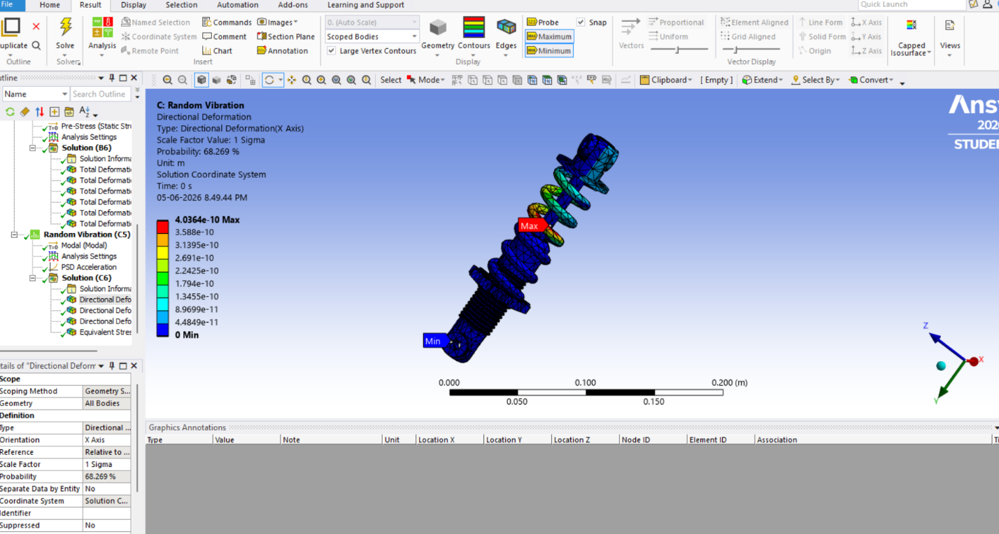 File Home Result Display Selection Automation Add-ons Learning and Support Quick Launch
Named Selection Commands Images 0. (Auto Scale) Probe Snap Proportional Element Aligned Line Form X Axis
uplicate Solve Analysis Coordinate System Comment Section Plane Scoped Bodies Geometry Contours Edges Maximum Vectors Uniform Grid Aligned Solid Form Y Axis Capped Isosurface Views
Remote Point Chart Annotation Large Vertex Contours Minimum Origin Z Axis
Outline Solver Insert Display Vector Display
utline
Select Mode Clipboard [ Empty ] Extend Select By Convert
Name Search Outline
Pre-Stress (Static Str
Analysis Settings
Solution (B6)
Solution Informa
Total Deformati
Total Deformati
Total Deformati
Total Deformati
Total Deformati
Total Deformati
Random Vibration (C5)
Modal (Modal)
Analysis Settings
PSD Acceleration
Solution (C6)
Solution Informa
Directional Defo
Directional Defo
Directional Defo
Equivalent Stres
etails of "Directional Deform
Scope
Scoping Method Geometry S...
Geometry All Bodies
Definition
Type Directional ...
Orientation X Axis
Reference Relative to ...
Scale Factor 1 Sigma
Probability 68.269 %
Separate Data by Entity No
Coordinate System Solution C...
Identifier
Suppressed No
C: Random Vibration
Directional Deformation
Type: Directional Deformation(X Axis)
Scale Factor Value: 1 Sigma
Probability: 68.269 %
Unit: m
Solution Coordinate System
Time: 0 s
05-06-2026 8.49.44 PM
4.0364e-10 Max
3.588e-10
3.1395e-10
2.691e-10
2.2425e-10
1.794e-10
1.3455e-10
8.9699e-11
4.4849e-11
0 Min
Max
Min
Ans
202
STUDE
Z
X
Y
0.000 0.100 0.200 (m)
0.050 0.150
Graphics Annotations
Type Value Note Unit Location X Location Y Location Z Node ID Element ID Association Ti